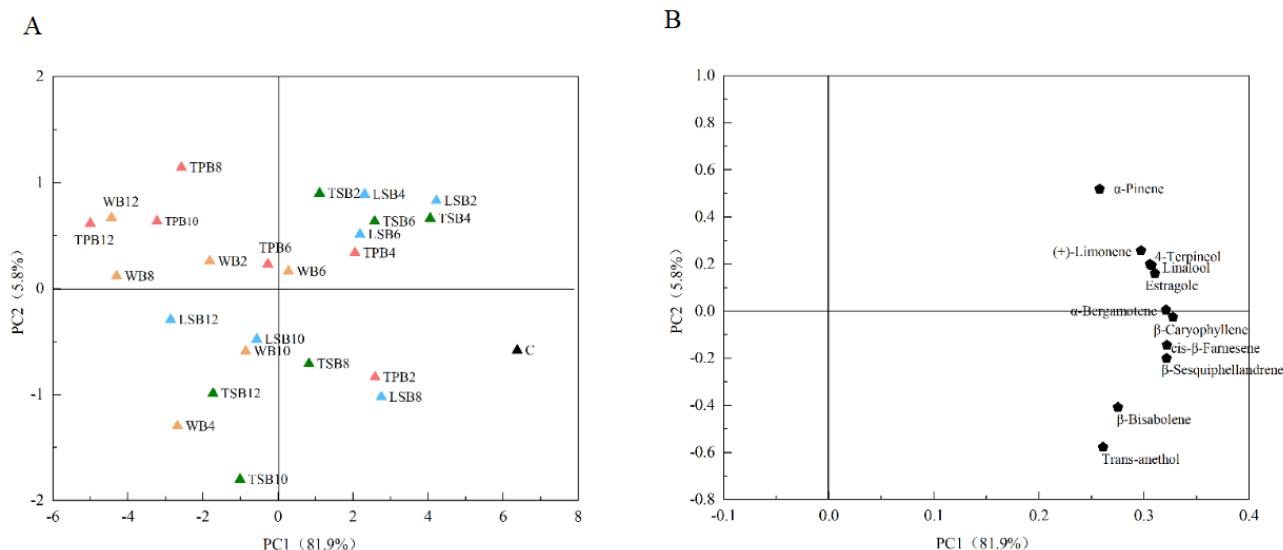 A
B
2
1
0
-1
-2
-6
-4
-2
0
2
4
6
8
PC2（5.8%）
PC1（81.9%）
TPB8
WB12
TPB10
TPB12
WB8
WB2
TPB6
WB6
TSB2
LSB4
LSB2
TSB6
TSB4
LSB6
TPB4
LSB12
LSB10
WB10
TSB8
C
TPB2
LSB8
TSB12
WB4
TSB10
1.0
0.8
0.6
0.4
0.2
0.0
-0.2
-0.4
-0.6
-0.8
-0.1
0.0
0.1
0.2
0.3
0.4
PC2（5.8%）
PC1（81.9%）
α-Pinene
(+)-Limonene
4-Terpineol
Linalool
Estragole
α-Bergamotene
β-Caryophyllene
cis-β-Farnesene
β-Sesquiphellandrene
β-Bisabolene
Trans-anethol